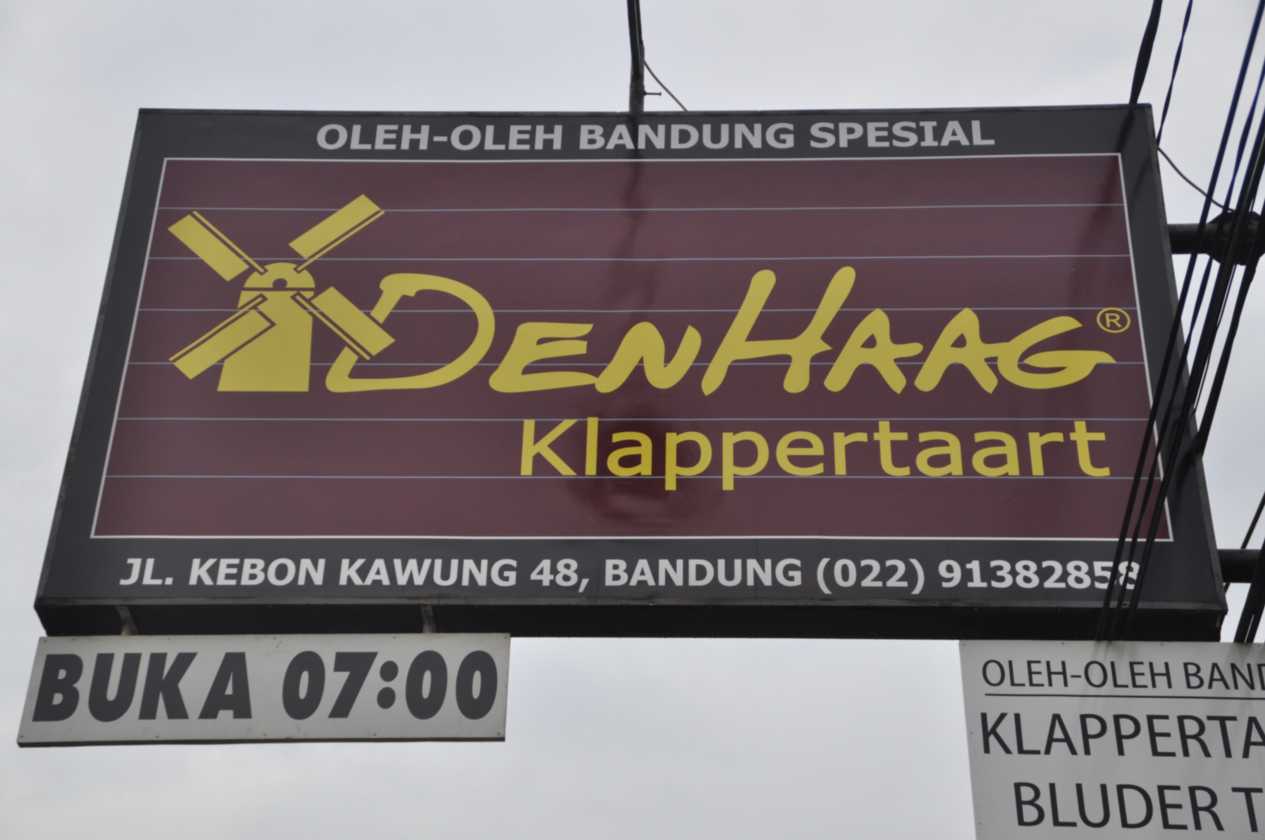 OLEH-OLEH BANDUNG SPESIAL
DENHAAG®
Klappertaart
JL. KEBON KAWUNG 48, BANDUNG (022) 91382858
BUKA 07:00
OLEH-OLEH
KLAPPERTA
BLUDER T